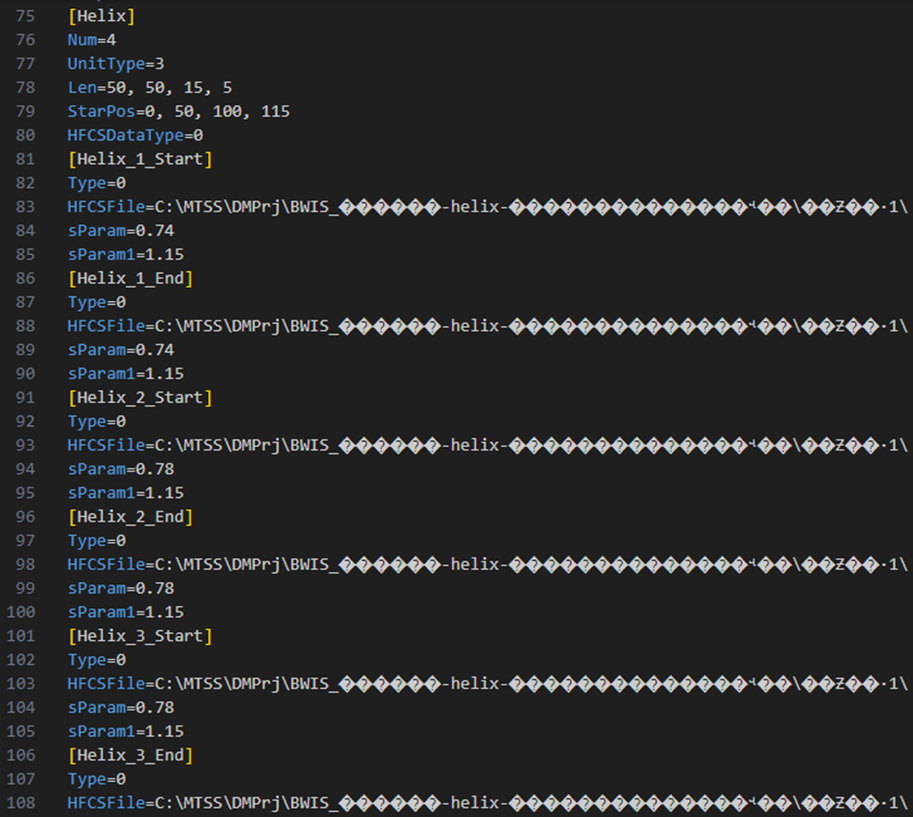 75 [Helix]
76 Num=4
77 UnitType=3
78 Len=50, 50, 15, 5
79 StarPos=0, 50, 100, 115
80 HFCSDataType=0
81 [Helix_1_Start]
82 Type=0
83 HFCSFile=C:\MTSS\DMPrj\BWIS_������-helix-��������������˵��\��Ƶ��·1\
84 sParam=0.74
85 sParam1=1.15
86 [Helix_1_End]
87 Type=0
88 HFCSFile=C:\MTSS\DMPrj\BWIS_������-helix-��������������˵��\��Ƶ��·1\
89 sParam=0.74
90 sParam1=1.15
91 [Helix_2_Start]
92 Type=0
93 HFCSFile=C:\MTSS\DMPrj\BWIS_������-helix-��������������˵��\��Ƶ��·1\
94 sParam=0.78
95 sParam1=1.15
96 [Helix_2_End]
97 Type=0
98 HFCSFile=C:\MTSS\DMPrj\BWIS_������-helix-��������������˵��\��Ƶ��·1\
99 sParam=0.78
100 sParam1=1.15
101 [Helix_3_Start]
102 Type=0
103 HFCSFile=C:\MTSS\DMPrj\BWIS_������-helix-��������������˵��\��Ƶ��·1\
104 sParam=0.78
105 sParam1=1.15
106 [Helix_3_End]
107 Type=0
108 HFCSFile=C:\MTSS\DMPrj\BWIS_������-helix-��������������˵��\��Ƶ��·1\